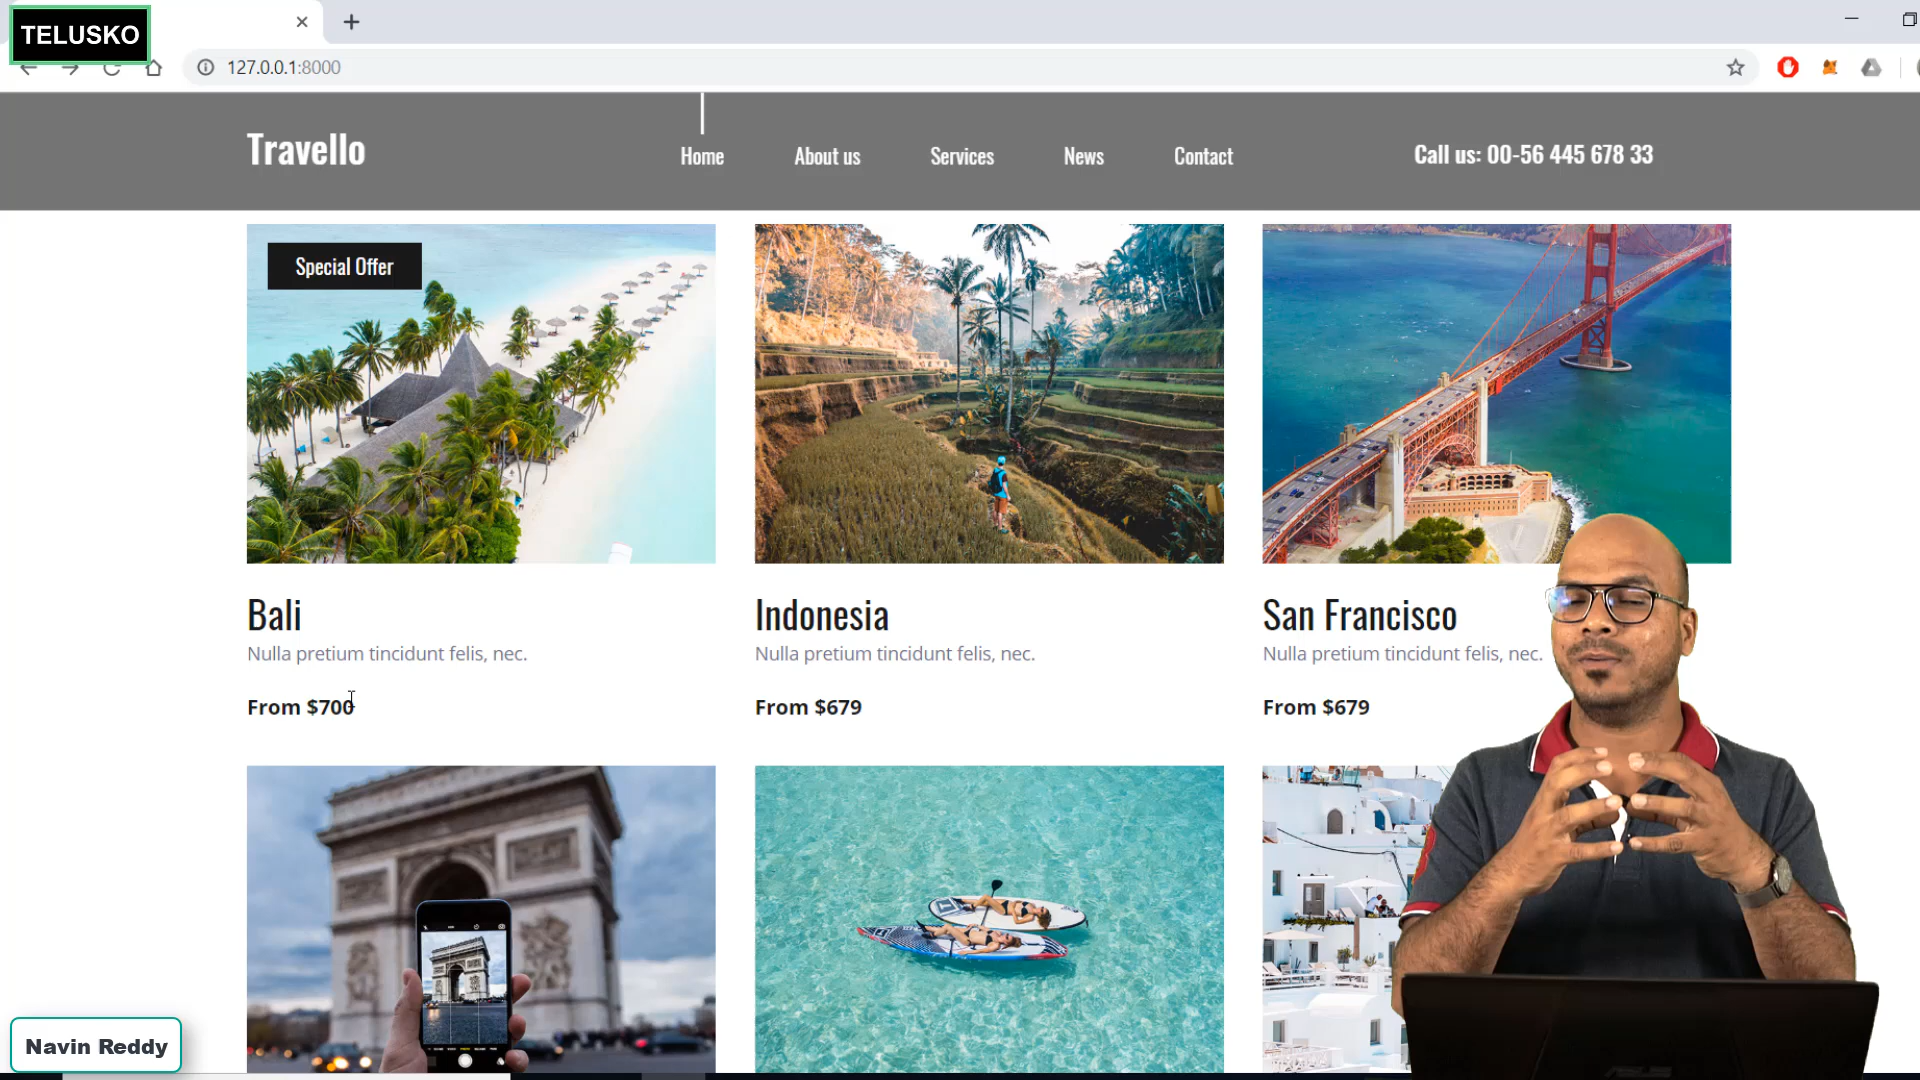 TELUSKO
127.0.0.1:8000
Travello
Home
About us
Services
News
Contact
Call us: 00-56 445 678 33
Special Offer
Bali
Nulla pretium tincidunt felis, nec.
From $700
Indonesia
Nulla pretium tincidunt felis, nec.
From $679
San Francisco
Nulla pretium tincidunt felis, nec.
From $679
Navin Reddy